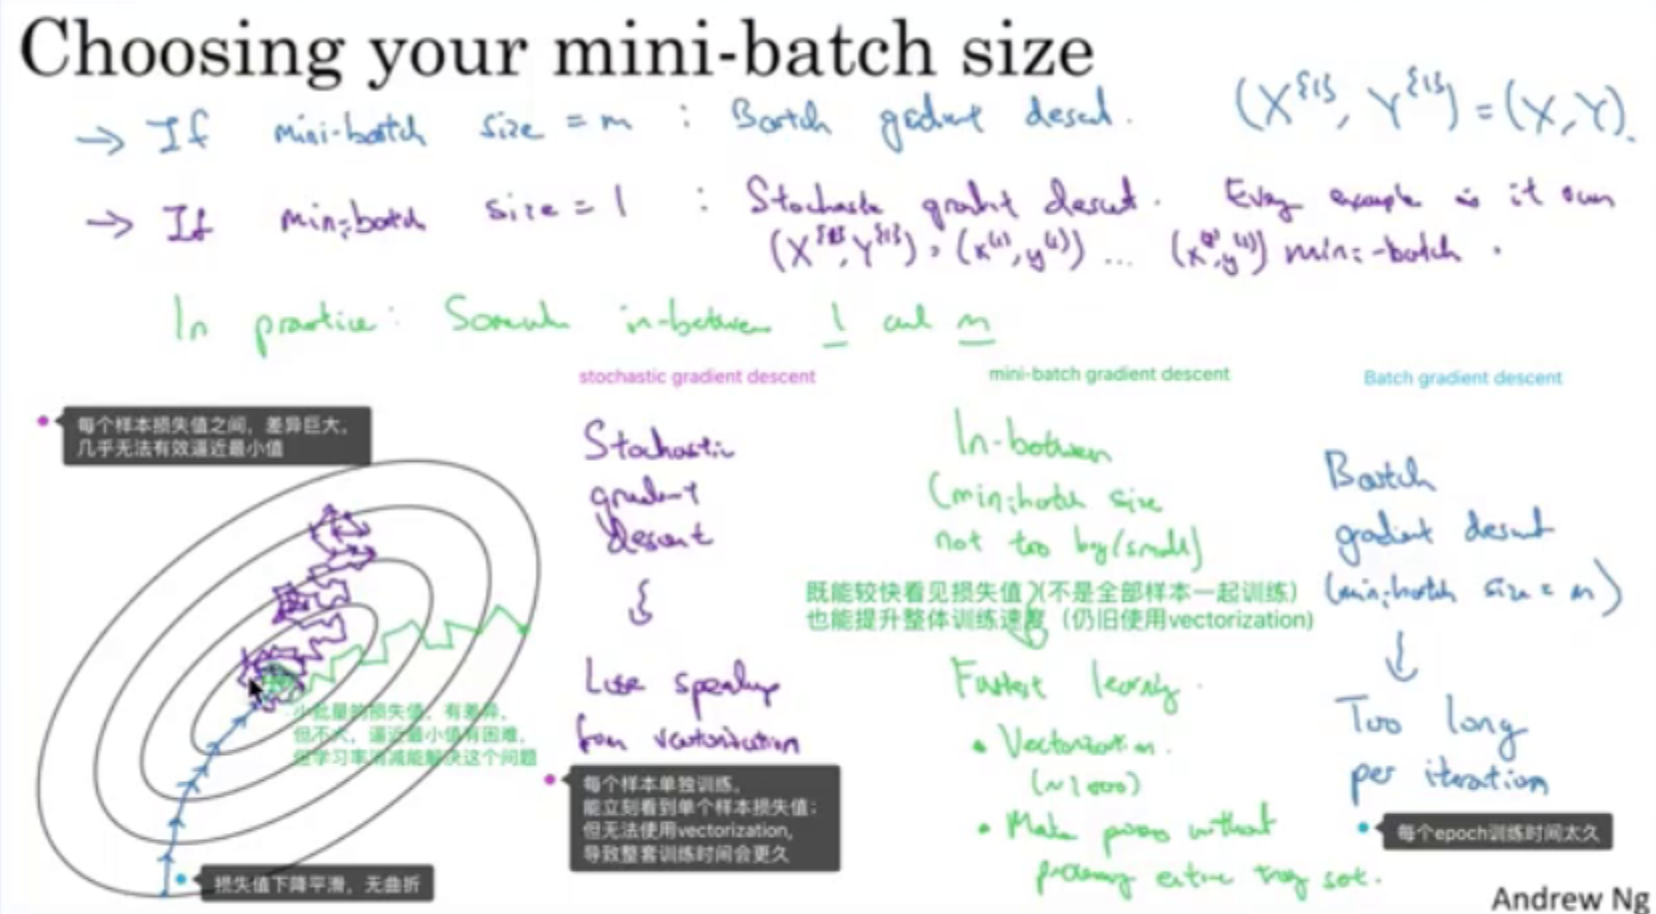 Choosing your mini-batch size
→ If mini-batch size = m : Batch gradient descent. (X^{1}, Y^{1}) = (X, Y).
→ If mini-batch size = 1 : Stochastic gradient descent. Every example is it own
(X^{1}, Y^{1}) = (x^(1), y^(1)) ... mini-batch.
In practice: Somewhere in-between 1 and m
stochastic gradient descent
mini-batch gradient descent
Batch gradient descent
每个样本损失值之间，差异巨大，
几乎无法有效逼近最小值
小批量的损失值，有差异，
但不大，逼近最小值有困难，
但学习率消减能解决这个问题
损失值下降平滑，无曲折
Stochastic
gradient
descent
Lose speedup
from vectorization
每个样本单独训练，
能立刻看到单个样本损失值；
但无法使用vectorization，
导致整套训练时间会更久
In-between
(mini-batch size
not too big/small)
既能较快看见损失值 (不是全部样本一起训练)
也能提升整体训练速度 (仍旧使用vectorization)
Fastest learning.
• Vectorization.
(~1000)
• Make progress without
processing entire training set.
Batch
gradient descent
(mini-batch size = m)
Too long
per iteration
每个epoch训练时间太久
Andrew Ng